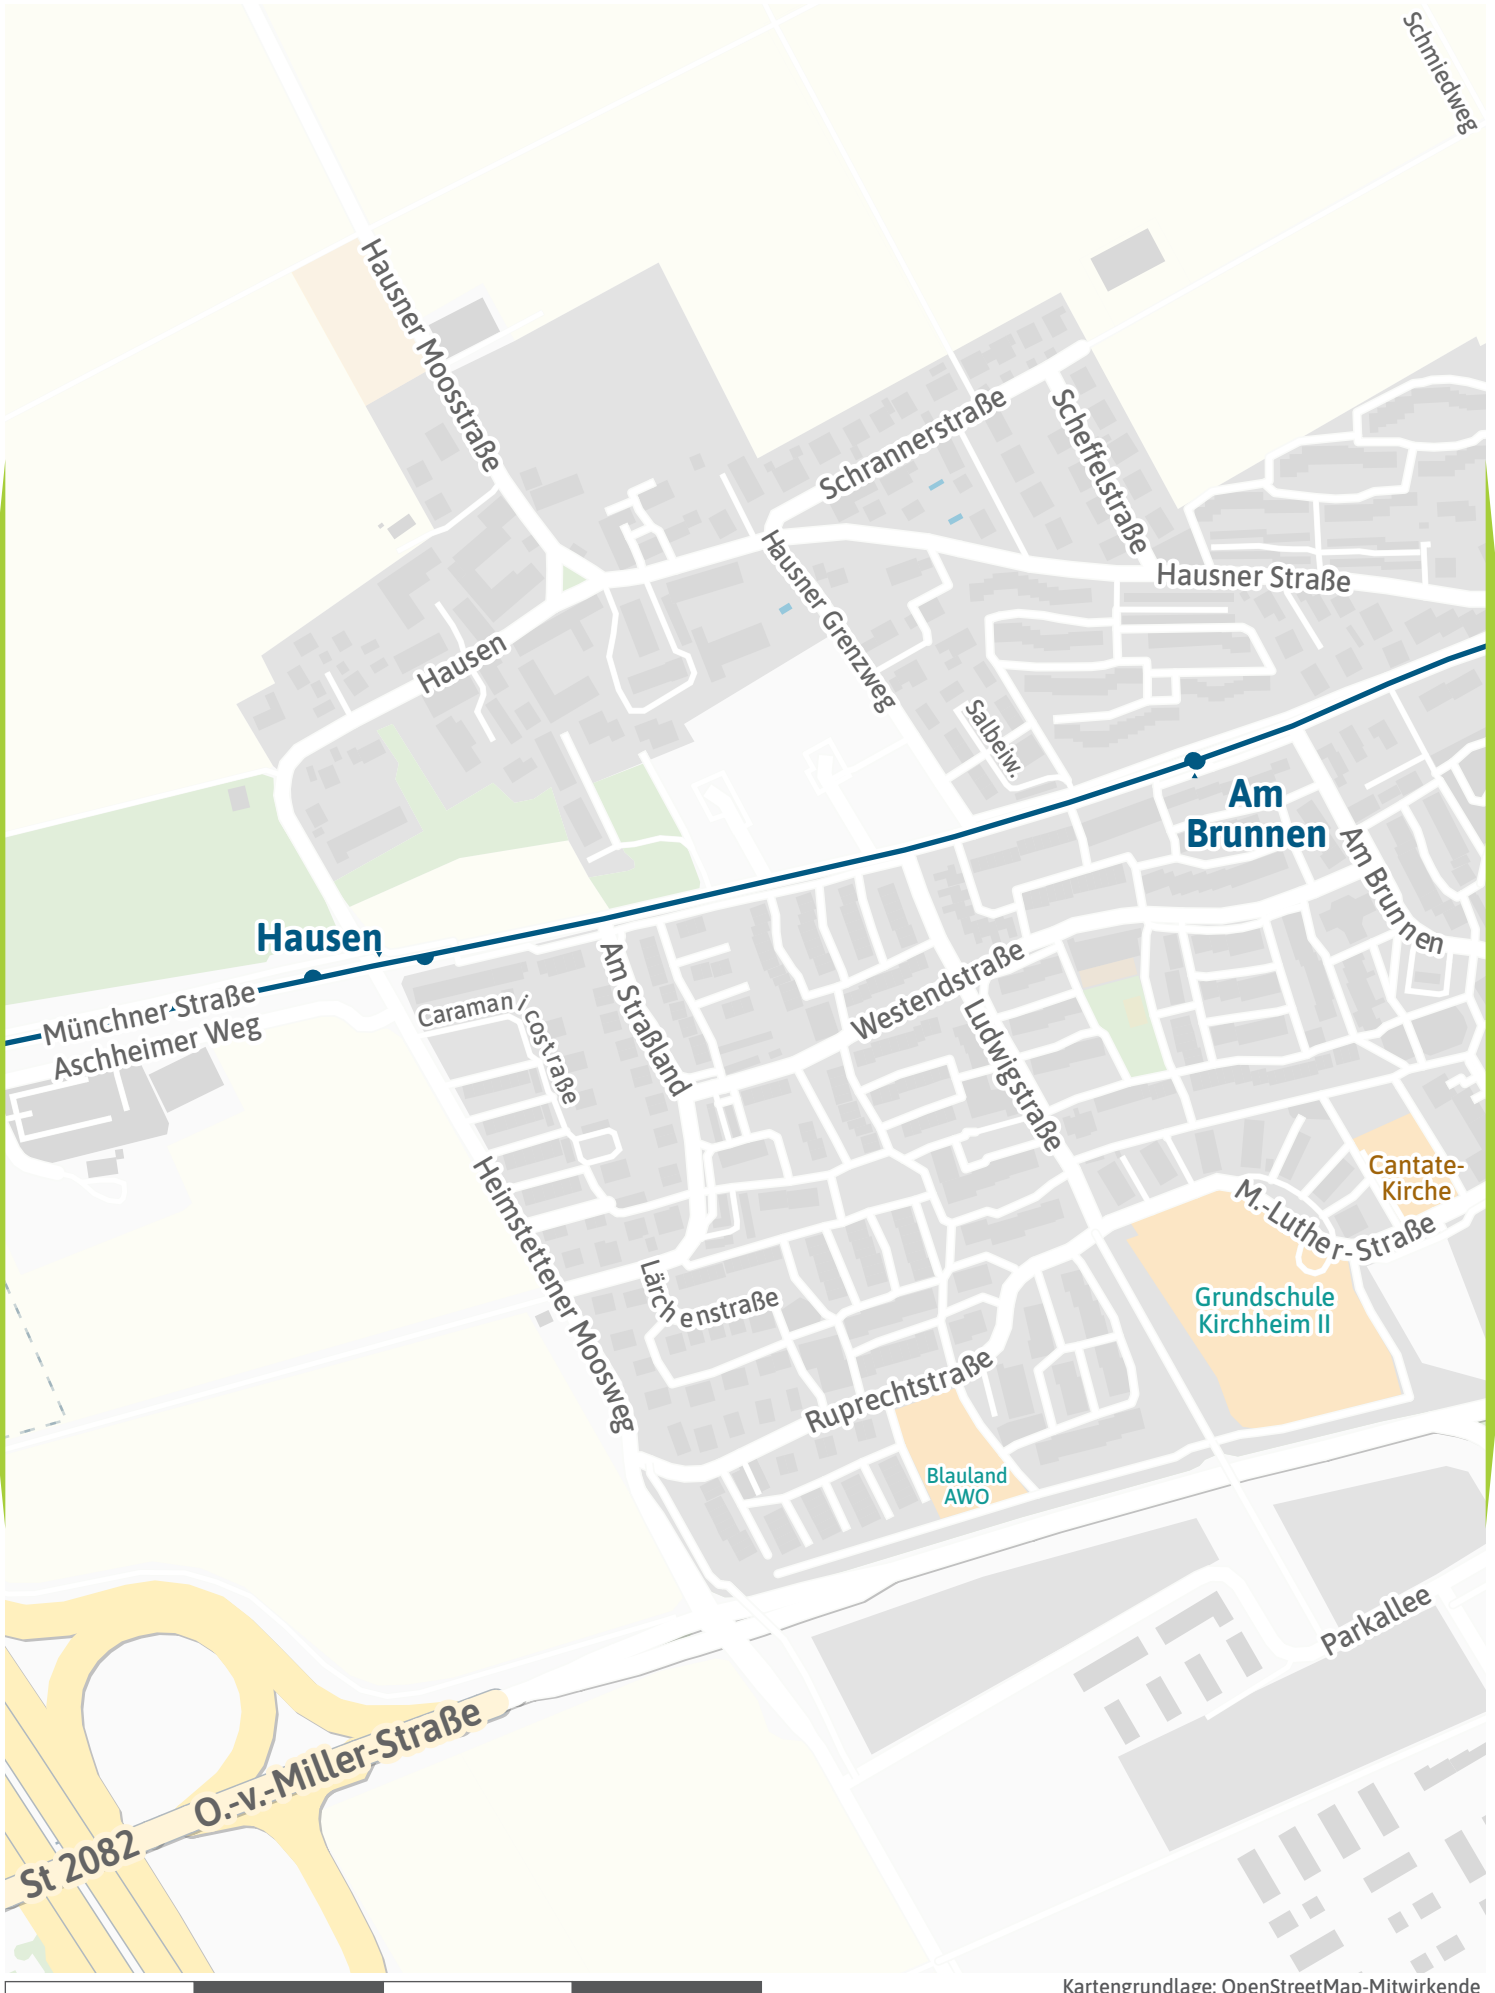 Schmiedweg
Hausner Moosstraße
Schrannerstraße
Scheffelstraße
Hausner Straße
Hausner Grenzweg
Hausen
Salbeiw.
Am
Brunnen
Am Brunnen
Hausen
Münchner Straße
Aschheimer Weg
Caramanicostraße
Am Straßland
Westendstraße
Ludwigstraße
Heimstettener Moosweg
Cantate-
Kirche
M.-Luther-Straße
Lärchenstraße
Grundschule
Kirchheim II
Ruprechtstraße
Blauland
AWO
Parkallee
O.-v.-Miller-Straße
St 2082
Kartengrundlage: OpenStreetMap-Mitwirkende